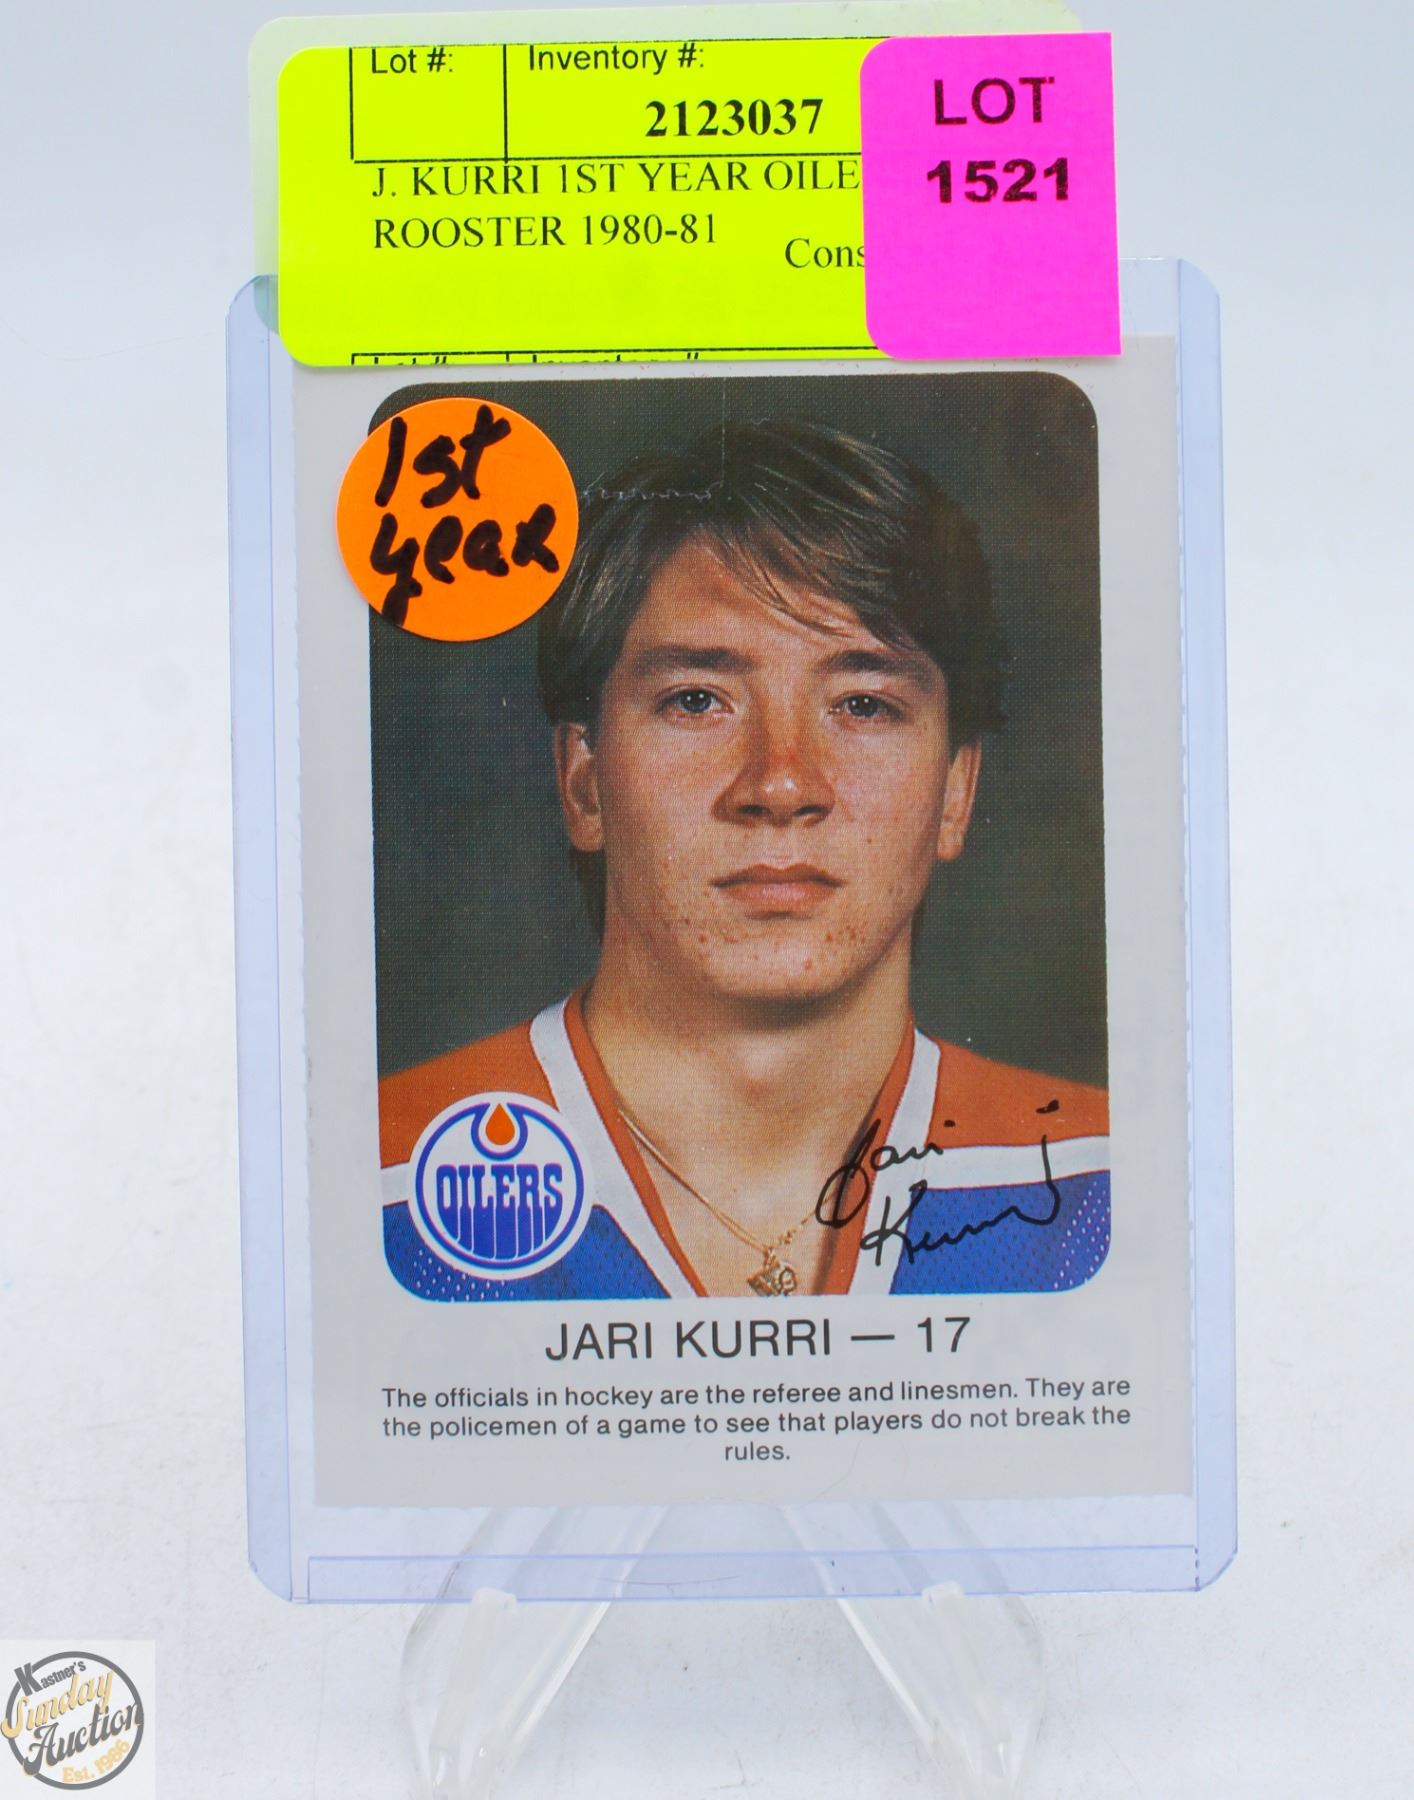 Lot #:
Inventory #:
2123037
J. KURRI 1ST YEAR OILE
ROOSTER 1980-81
Cons
LOT
1521
1st
year
OILERS
Jari
Kurri
JARI KURRI — 17
The officials in hockey are the referee and linesmen. They are
the policemen of a game to see that players do not break the
rules.
Kastner's
Sunday
Auction
Est. 1986